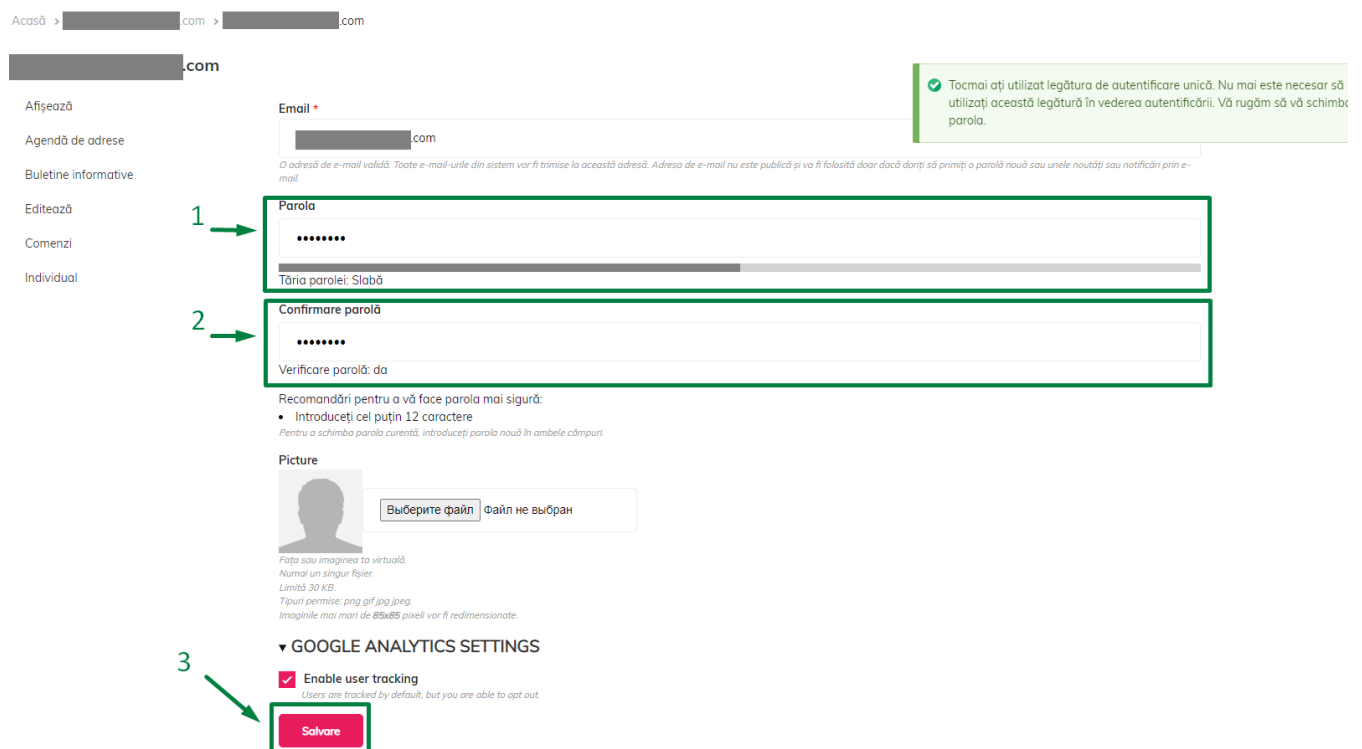 Acasă > .com > .com
.com
Tocmai ați utilizat legătura de autentificare unică. Nu mai este necesar să
utilizați această legătură în vederea autentificării. Vă rugăm să vă schimba
parola.
Afișează
Agendă de adrese
Buletine informative
Editează
Comenzi
Individual
Email *
.com
O adresă de e-mail validă. Toate e-mail-urile din sistem vor fi trimise la această adresă. Adresa de e-mail nu este publică și va fi folosită doar dacă doriți să primiți o parolă nouă sau unele noutăți sau notificări prin e-
mail.
1
Parola
••••••••
Tăria parolei: Slabă
2
Confirmare parolă
••••••••
Verificare parolă: da
Recomandări pentru a vă face parola mai sigură:
• Introduceți cel puțin 12 caractere
Pentru a schimba parola curentă, introduceți parola nouă în ambele câmpuri.
Picture
Выберите файл Файл не выбран
Fața sau imaginea ta virtuală.
Numai un singur fișier.
Limită 30 KB.
Tipuri permise: png gif jpg jpeg.
Imaginile mai mari de 85x85 pixeli vor fi redimensionate.
▾ GOOGLE ANALYTICS SETTINGS
3
Enable user tracking
Users are tracked by default, but you are able to opt out.
Salvare